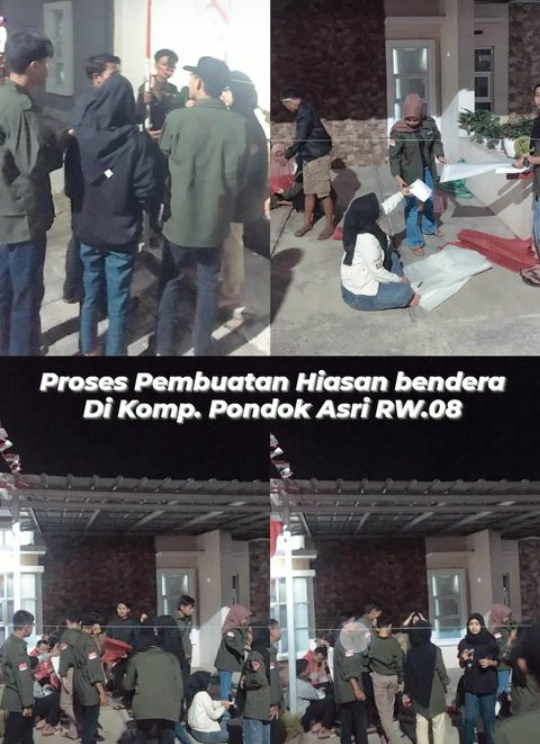 Proses Pembuatan Hiasan bendera
Di Komp. Pondok Asri RW.08